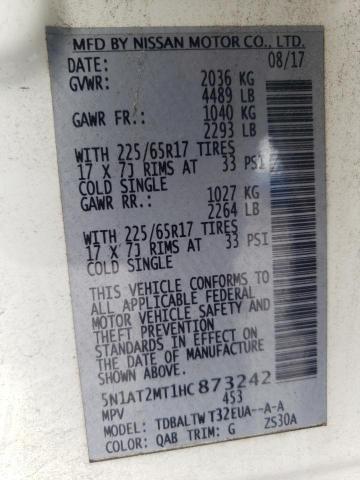 MFD BY NISSAN MOTOR CO., LTD.
DATE: 08/17
GVWR: 2036 KG
4489 LB
GAWR FR.: 1040 KG
2293 LB
WITH 225/65R17 TIRES
17 X 7J RIMS AT 33 PSI
COLD SINGLE
GAWR RR.: 1027 KG
2264 LB
WITH 225/65R17 TIRES
17 X 7J RIMS AT 33 PSI
COLD SINGLE
THIS VEHICLE CONFORMS TO
ALL APPLICABLE FEDERAL
MOTOR VEHICLE SAFETY AND
THEFT PREVENTION
STANDARDS IN EFFECT ON
THE DATE OF MANUFACTURE
SHOWN ABOVE.
5N1AT2MT1HC873242
MPV 453
MODEL: TDBALTWT32EUA--A-A
COLOR: QAB TRIM: G ZS30A